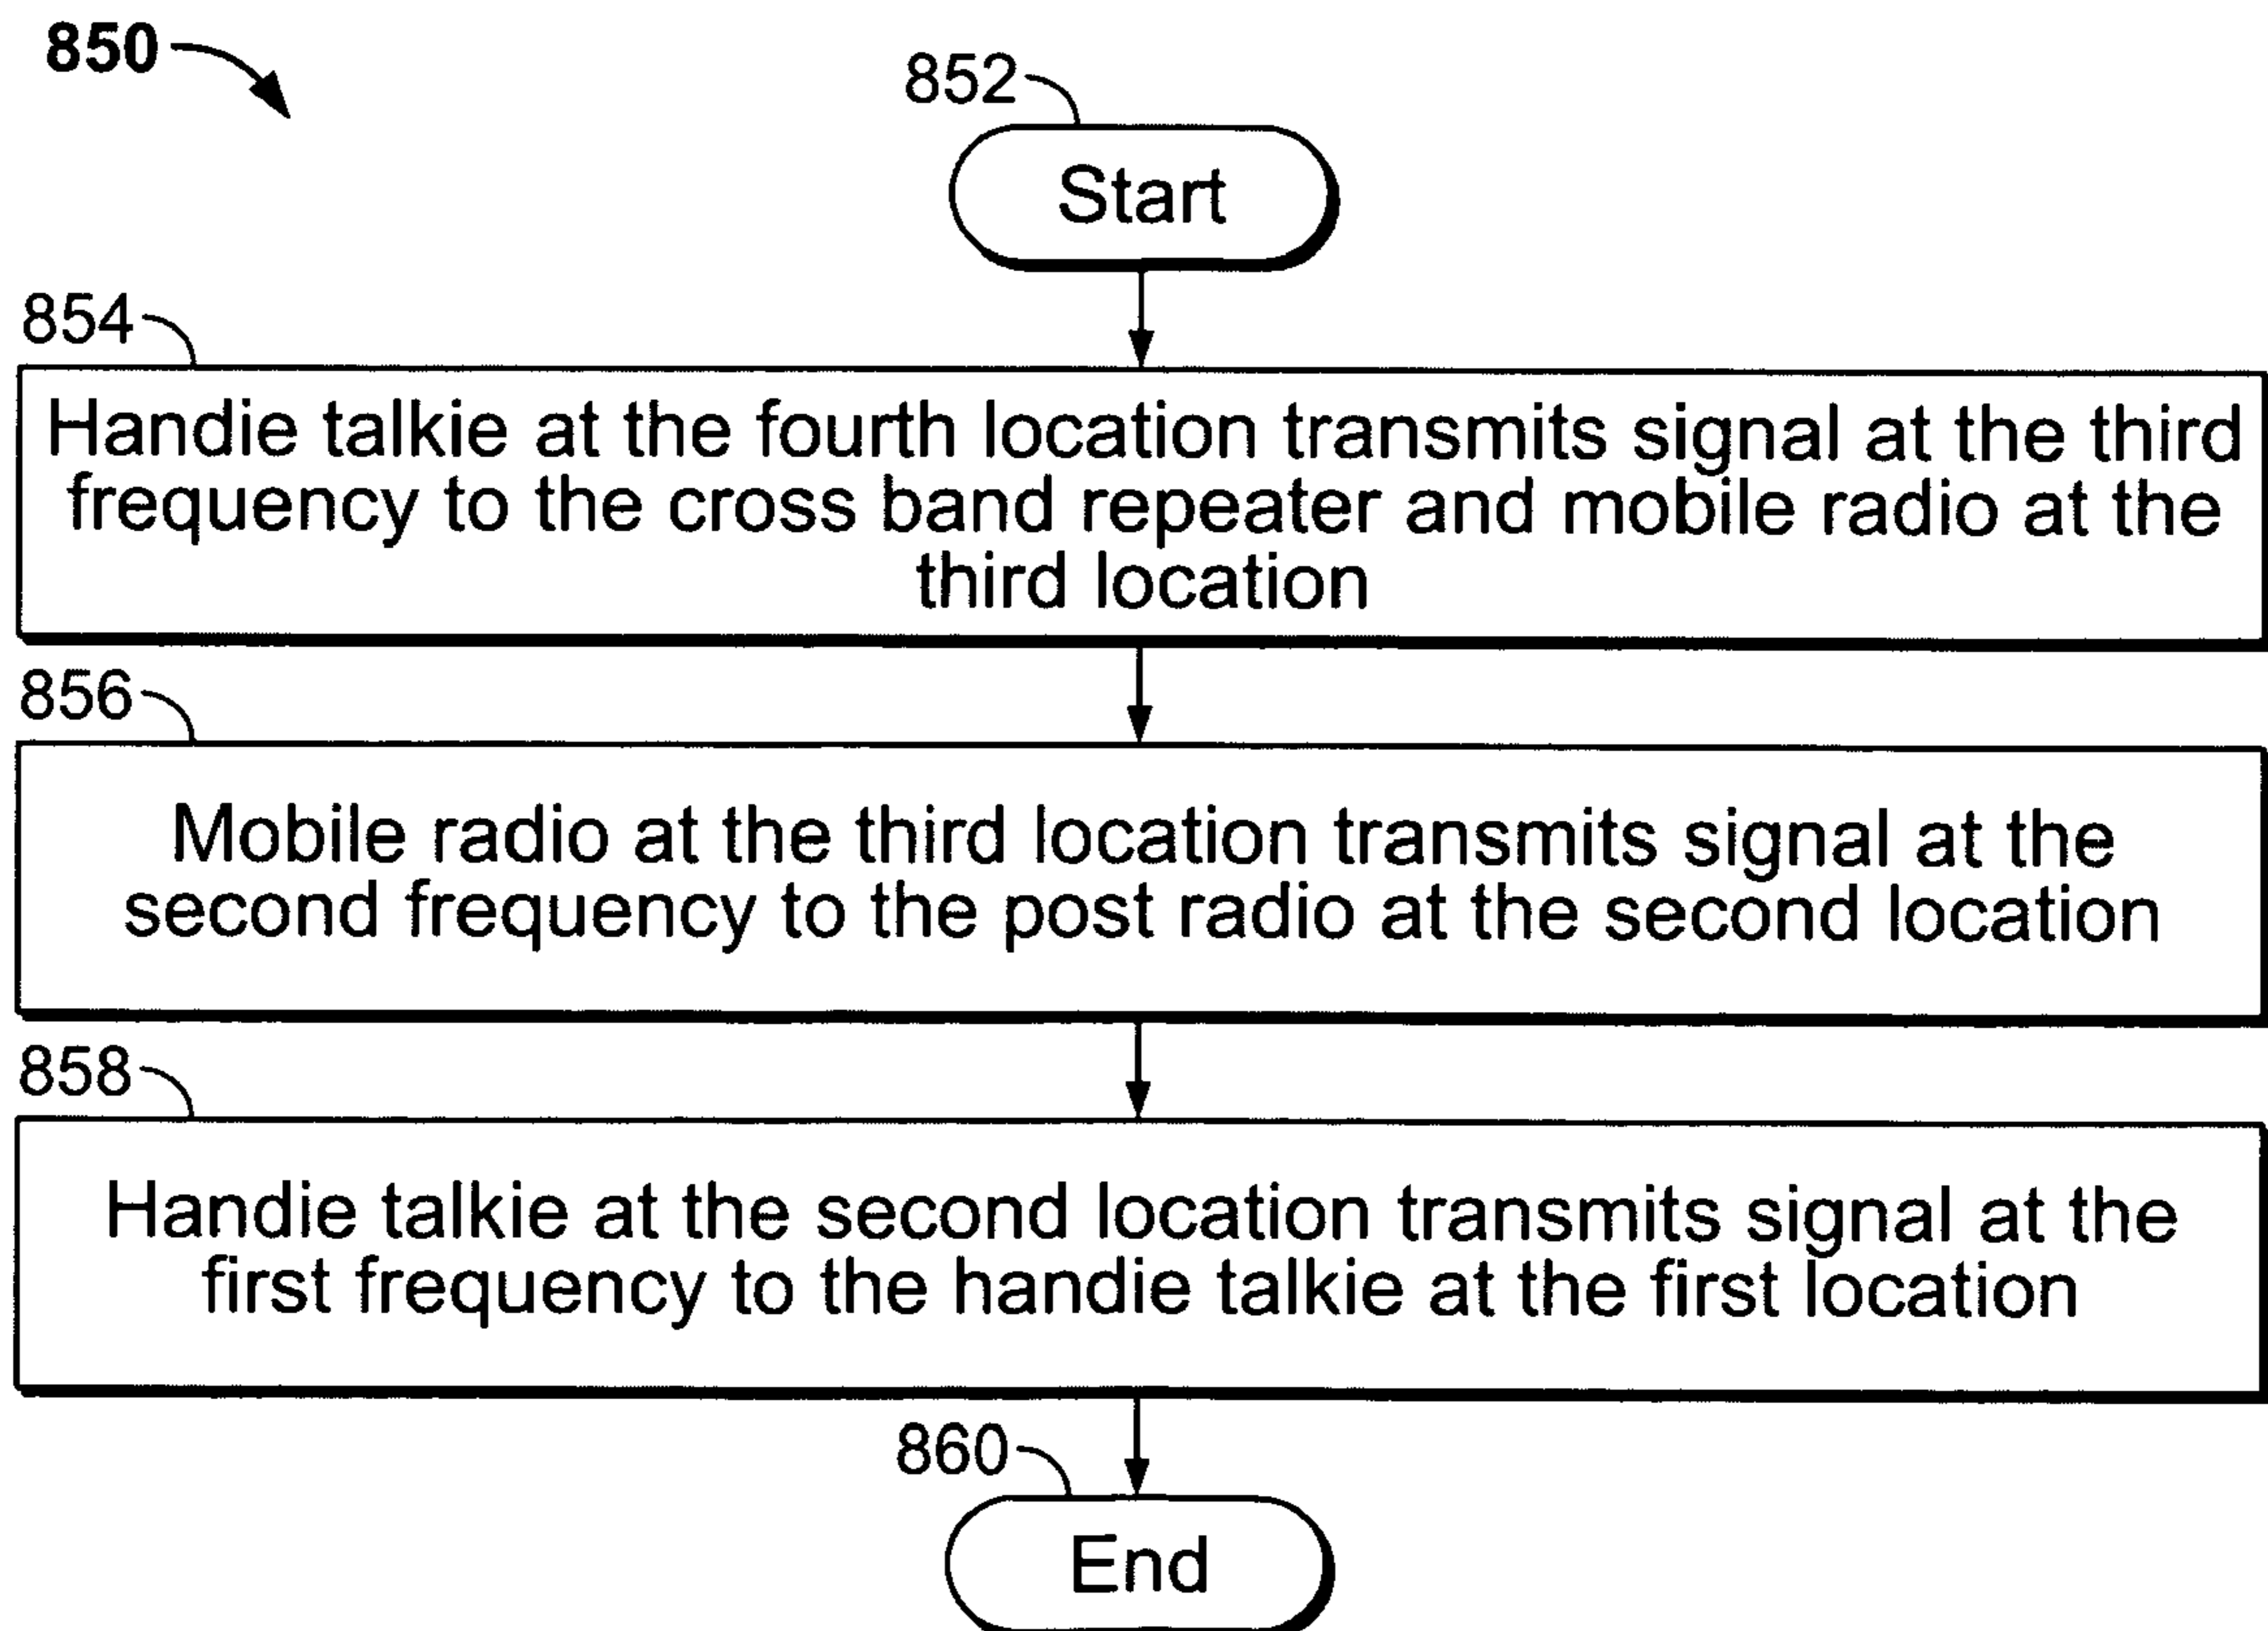 850
852
Start
854
Handie talkie at the fourth location transmits signal at the third
frequency to the cross band repeater and mobile radio at the
third location
856
Mobile radio at the third location transmits signal at the
second frequency to the post radio at the second location
858
Handie talkie at the second location transmits signal at the
first frequency to the handie talkie at the first location
860
End